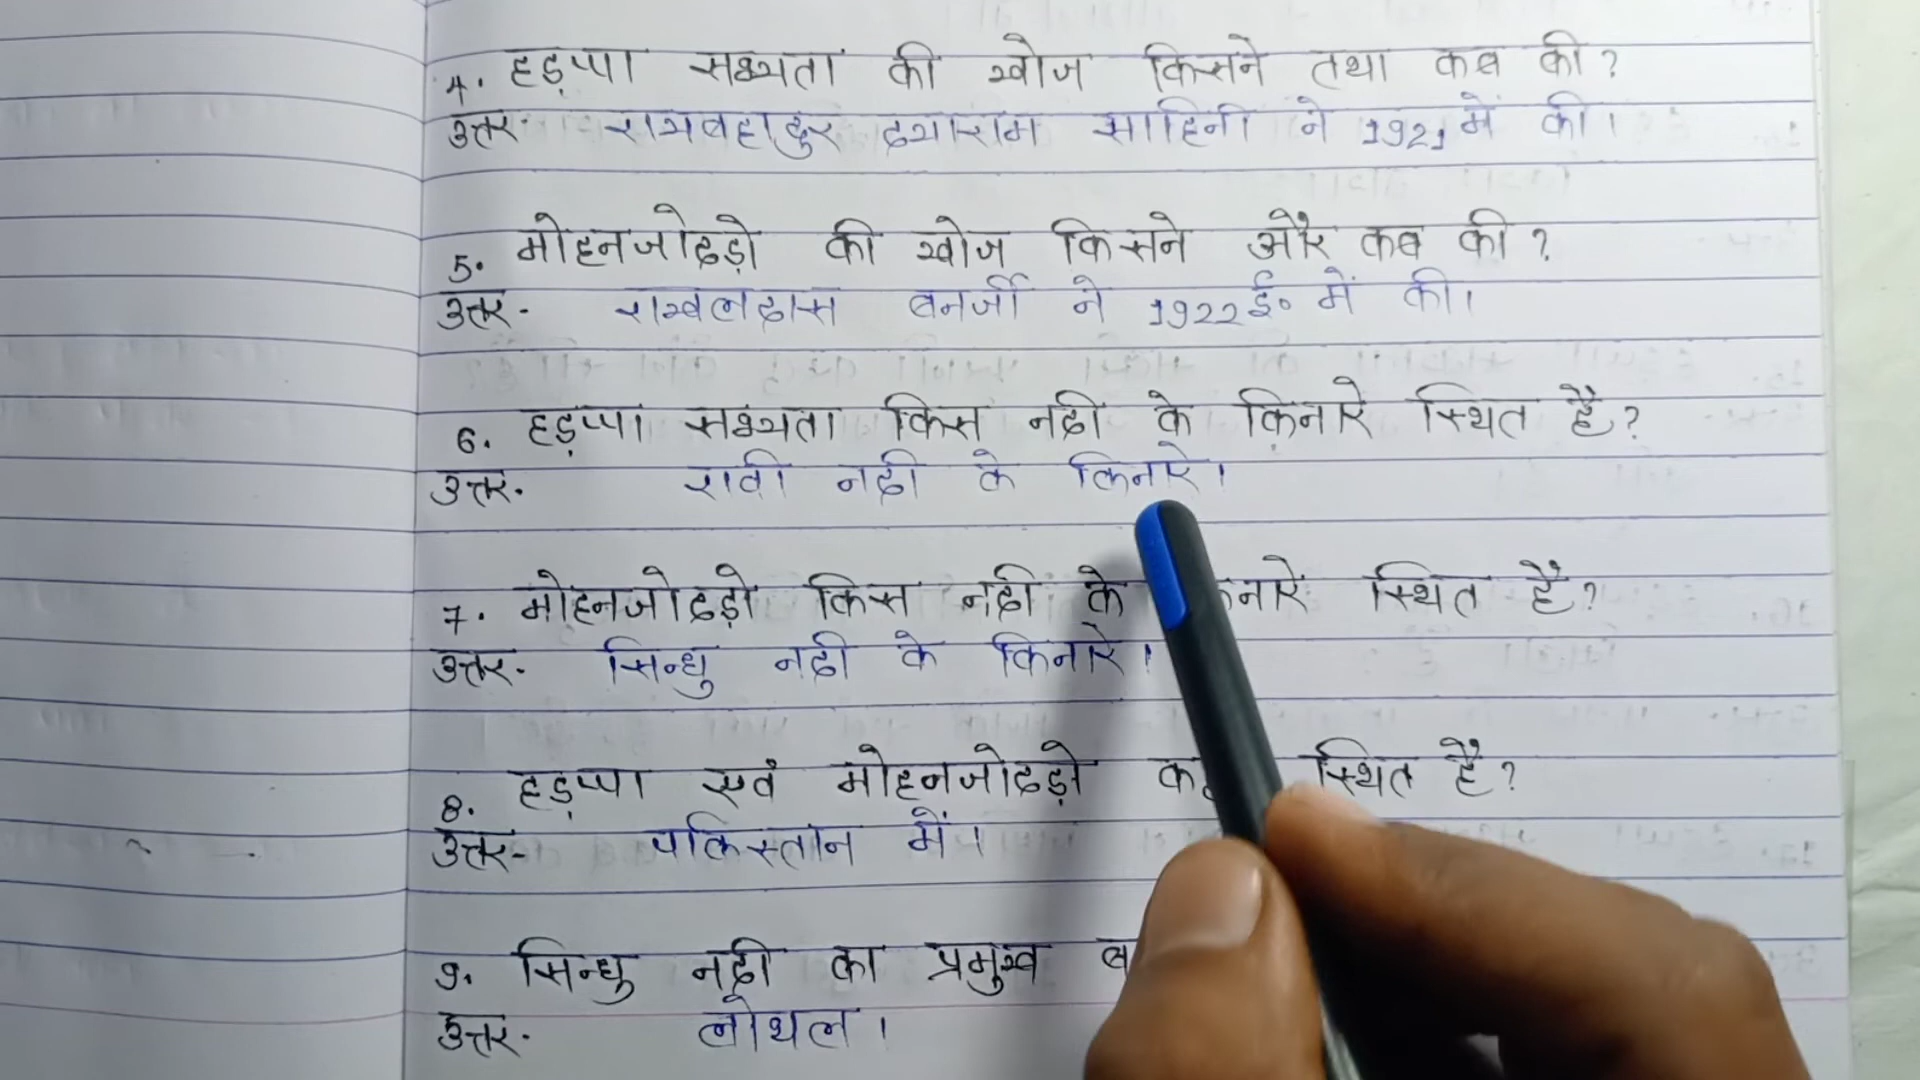 4. हड़प्पा सभ्यता की खोज किसने तथा कब की ?
उत्तर- रायबहादुर दयाराम साहिनी ने 1921 में की।
5. मोहनजोदड़ो की खोज किसने और कब की ?
उत्तर- राखलदास बनर्जी ने 1922 ई० में की।
6. हड़प्पा सभ्यता किस नदी के किनारे स्थित है ?
उत्तर- रावी नदी के किनारे।
7. मोहनजोदड़ो किस नदी के स्थित है ?
उत्तर- सिन्धु नदी के किनारे।
8. हड़प्पा एवं मोहनजोदड़ो स्थित है ?
उत्तर- पकिस्तान में।
9. सिन्धु नदी का प्रमुख
उत्तर- लोथल।